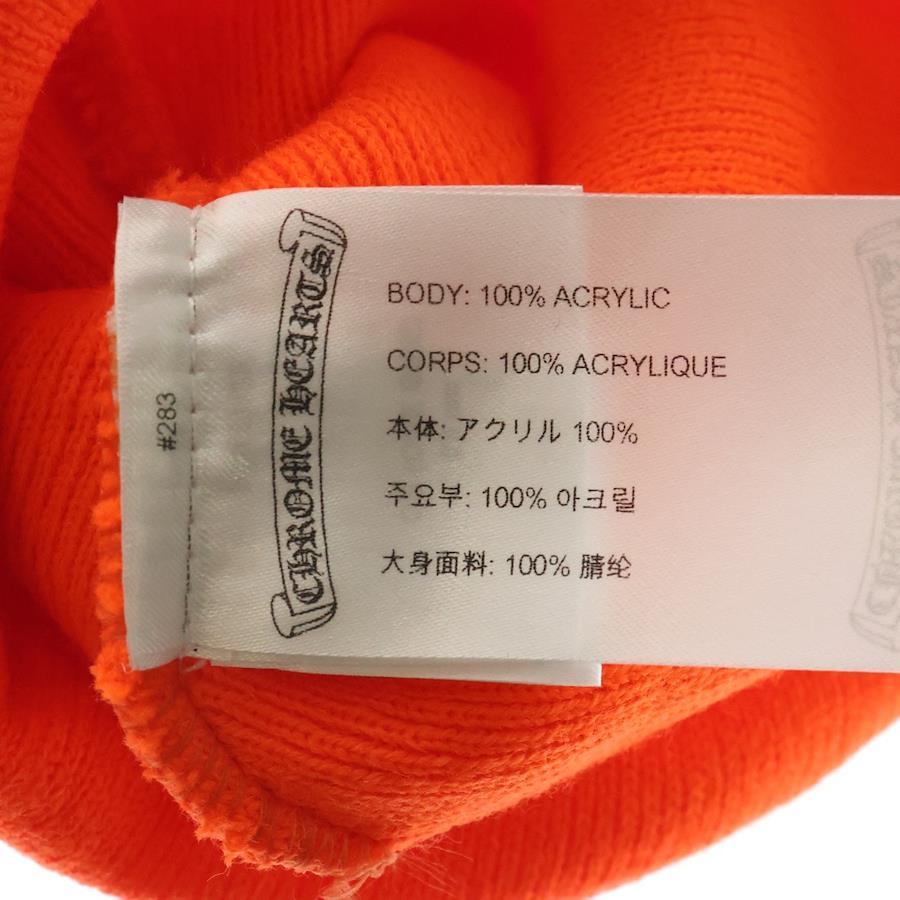 #283
CHROME HEARTS
BODY: 100% ACRYLIC
CORPS: 100% ACRYLIQUE
本体: アクリル 100%
주요부: 100% 아크릴
大身面料: 100% 腈纶